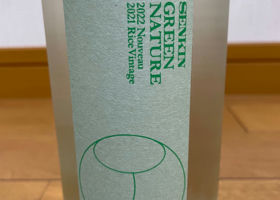 SENKIN
GREEN
NATURE
2022 Nouveau
2021 Rice Vintage